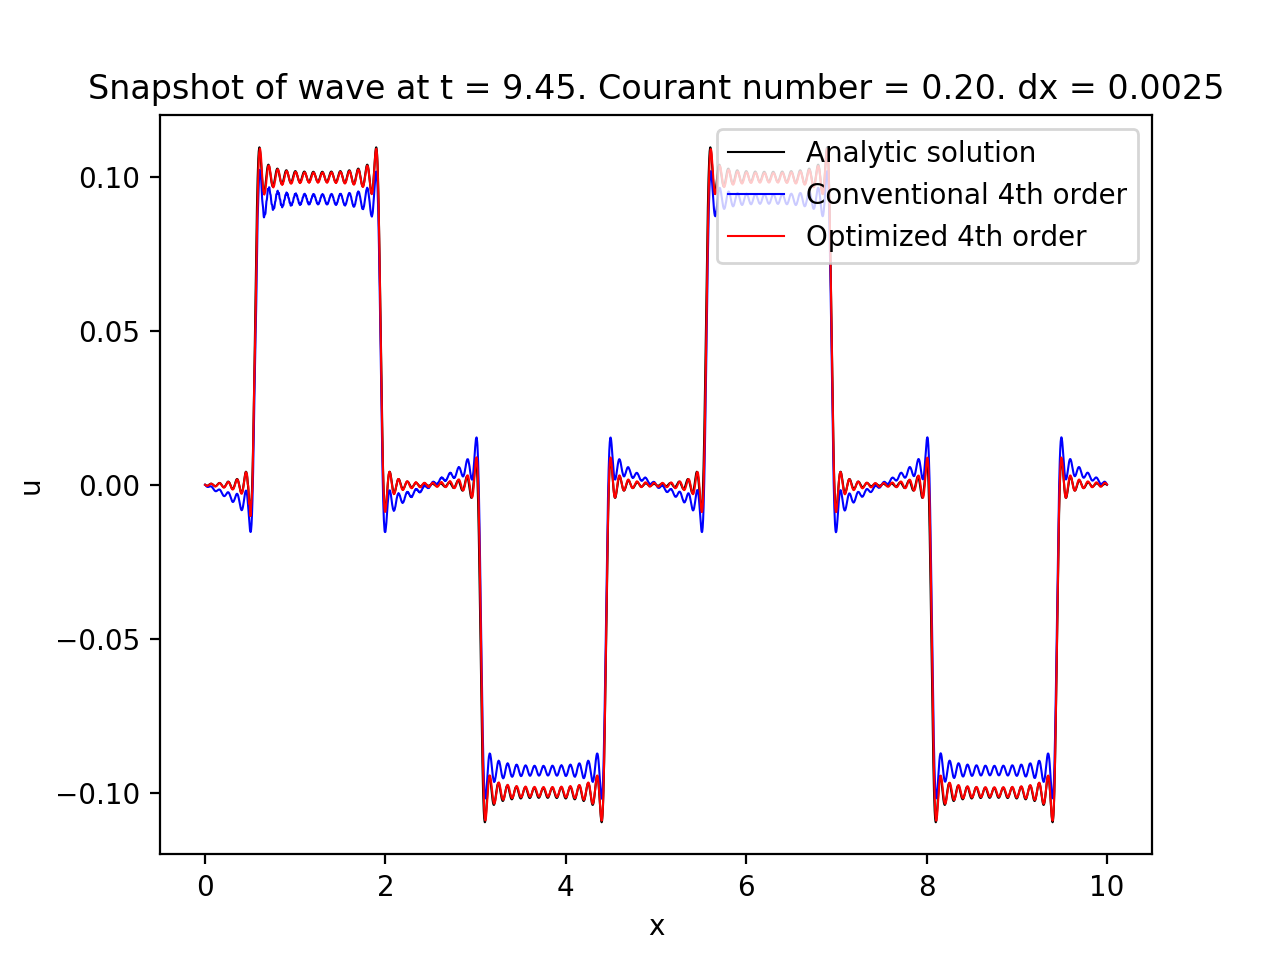 Snapshot of wave at t = 9.45. Courant number = 0.20. dx = 0.0025
Analytic solution
Conventional 4th order
Optimized 4th order
0.10
0.05
0.00
−0.05
−0.10
u
0 2 4 6 8 10
x